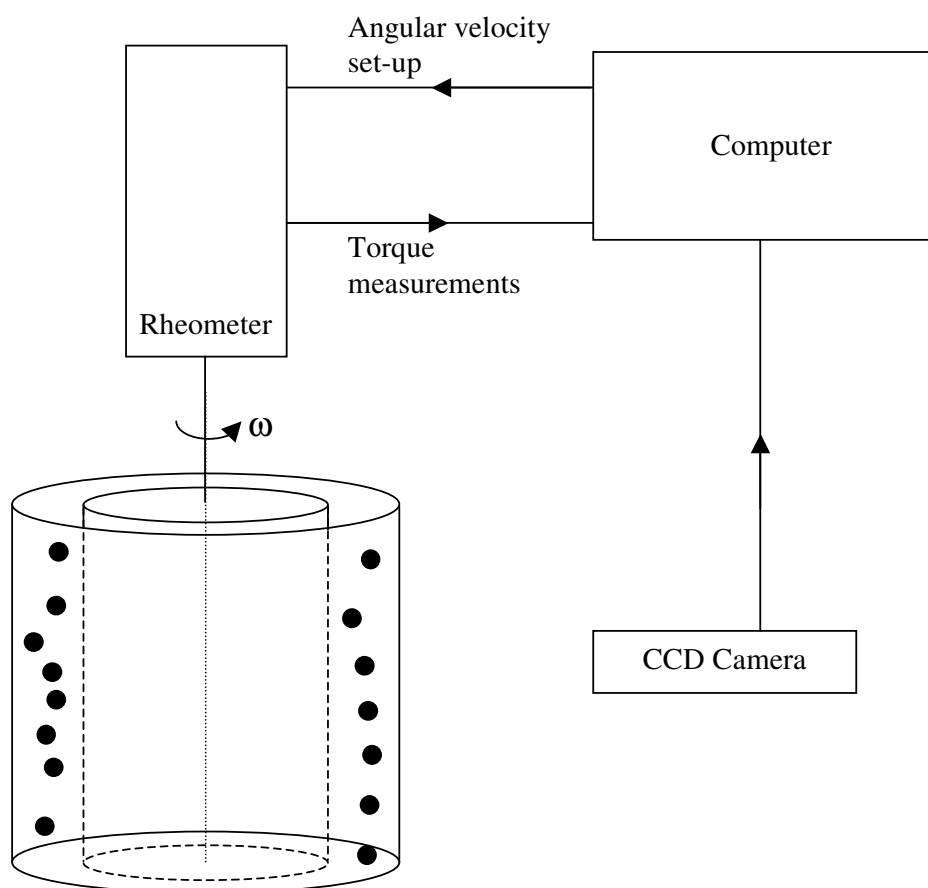 Angular velocity
set-up
Computer
Torque
measurements
Rheometer
ω
CCD Camera